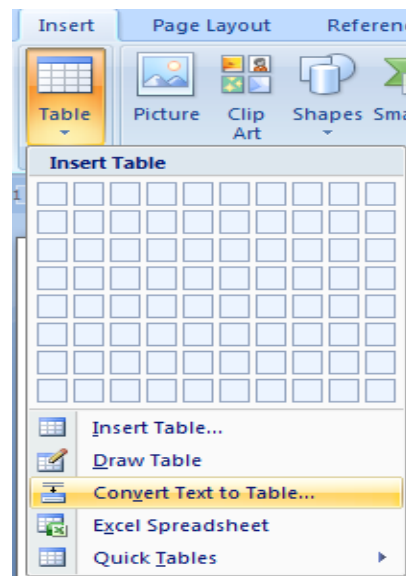 Insert Page Layout Referen
Table Picture Clip Art Shapes Sma
Insert Table
1
Insert Table...
Draw Table
Convert Text to Table...
Excel Spreadsheet
Quick Tables